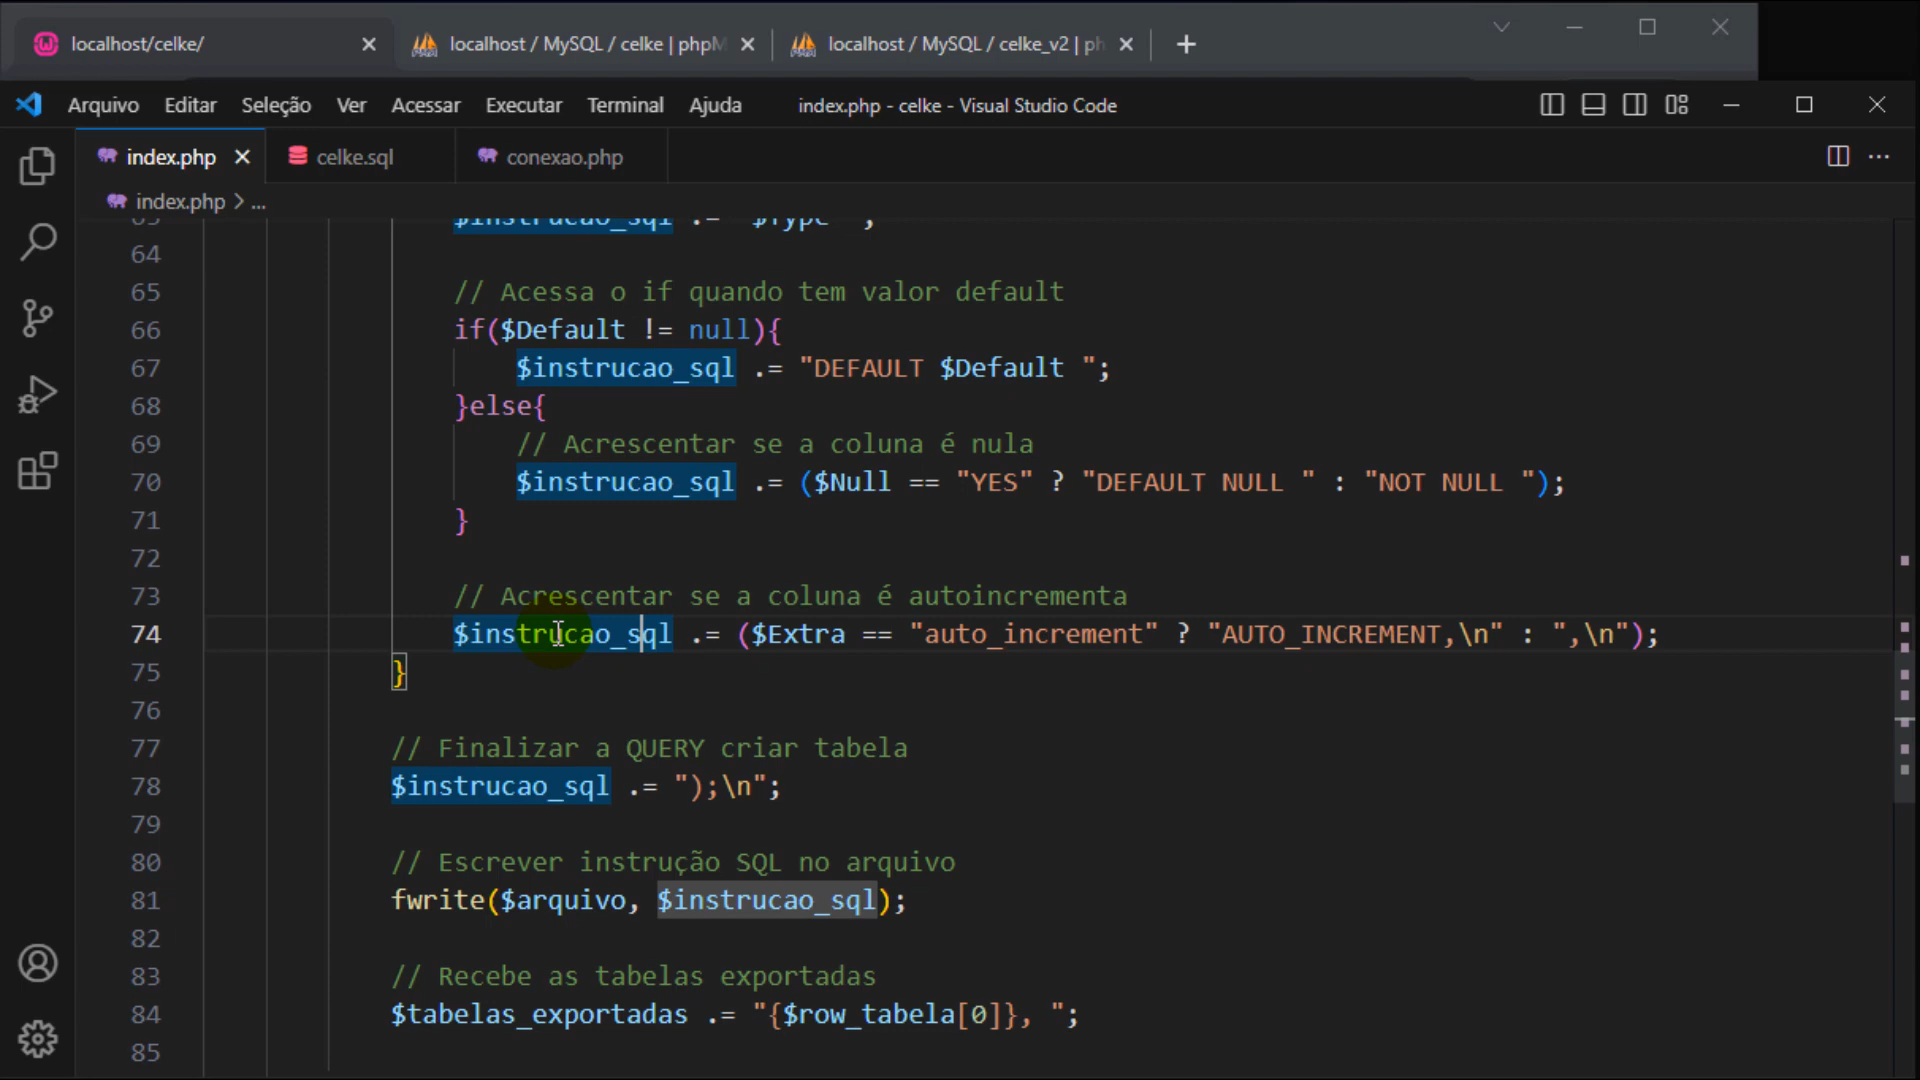 localhost/celke/
localhost / MySQL / celke | phpM
localhost / MySQL / celke_v2 | ph
Arquivo Editar Seleção Ver Acessar Executar Terminal Ajuda index.php - celke - Visual Studio Code
index.php celke.sql conexao.php
index.php > ...
63 $instrucao_sql .= "$Type ";
64
65 // Acessa o if quando tem valor default
66 if($Default != null){
67 $instrucao_sql .= "DEFAULT $Default ";
68 }else{
69 // Acrescentar se a coluna é nula
70 $instrucao_sql .= ($Null == "YES" ? "DEFAULT NULL " : "NOT NULL ");
71 }
72
73 // Acrescentar se a coluna é autoincrementa
74 $instrucao_sql .= ($Extra == "auto_increment" ? "AUTO_INCREMENT,\n" : ",\n");
75 }
76
77 // Finalizar a QUERY criar tabela
78 $instrucao_sql .= ");\n";
79
80 // Escrever instrução SQL no arquivo
81 fwrite($arquivo, $instrucao_sql);
82
83 // Recebe as tabelas exportadas
84 $tabelas_exportadas .= "{$row_tabela[0]}, ";
85